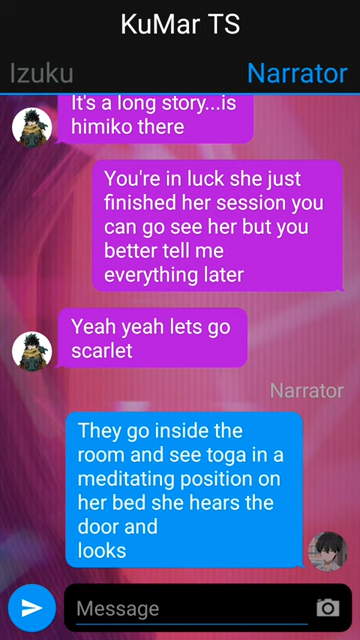 KuMar TS
Izuku
Narrator
It's a long story...is
himiko there
You're in luck she just
finished her session you
can go see her but you
better tell me
everything later
Yeah yeah lets go
scarlet
Narrator
They go inside the
room and see toga in a
meditating position on
her bed she hears the
door and
looks
Message